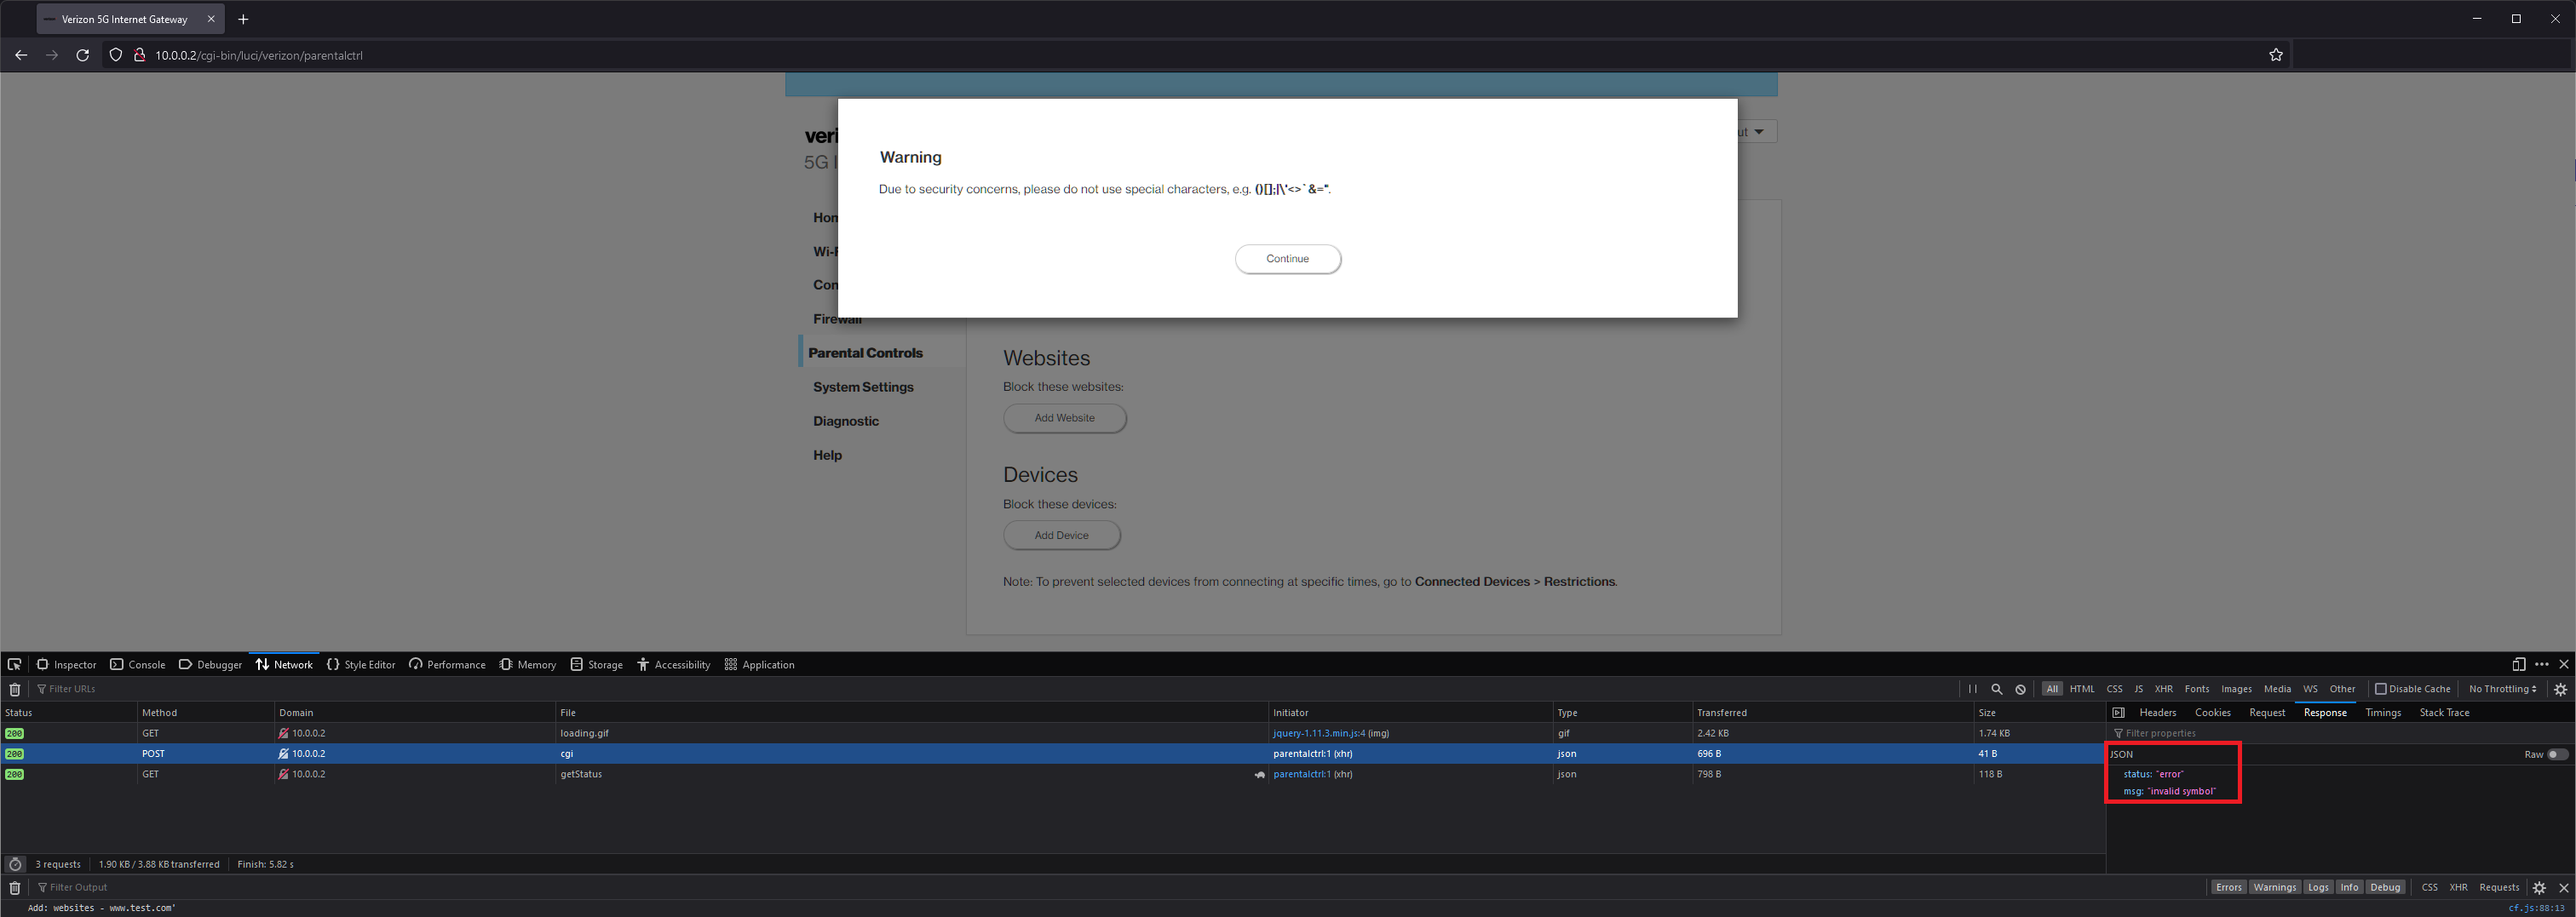 Verizon 5G Internet Gateway
10.0.0.2/cgi-bin/luci/verizon/parentalctrl
Warning
Due to security concerns, please do not use special characters, e.g. ()[];|\'<>`&=".
Continue
Firewall
Parental Controls
System Settings
Diagnostic
Help
Websites
Block these websites:
Add Website
Devices
Block these devices:
Add Device
Note: To prevent selected devices from connecting at specific times, go to Connected Devices > Restrictions.
Inspector Console Debugger Network Style Editor Performance Memory Storage Accessibility Application
Filter URLs All HTML CSS JS XHR Fonts Images Media WS Other Disable Cache No Throttling
Status Method Domain File Initiator Type Transferred Size Headers Cookies Request Response Timings Stack Trace
200 GET 10.0.0.2 loading.gif jquery-1.11.3.min.js:4 (img) gif 2.42 KB 1.74 KB Filter properties
200 POST 10.0.0.2 cgi parentalctrl:1 (xhr) json 696 B 41 B JSON Raw
200 GET 10.0.0.2 getStatus parentalctrl:1 (xhr) json 798 B 118 B status: "error"
msg: "invalid symbol"
3 requests 1.90 KB / 3.88 KB transferred Finish: 5.82 s
Filter Output Errors Warnings Logs Info Debug CSS XHR Requests
Add: websites - www.test.com' cf.js:88:13